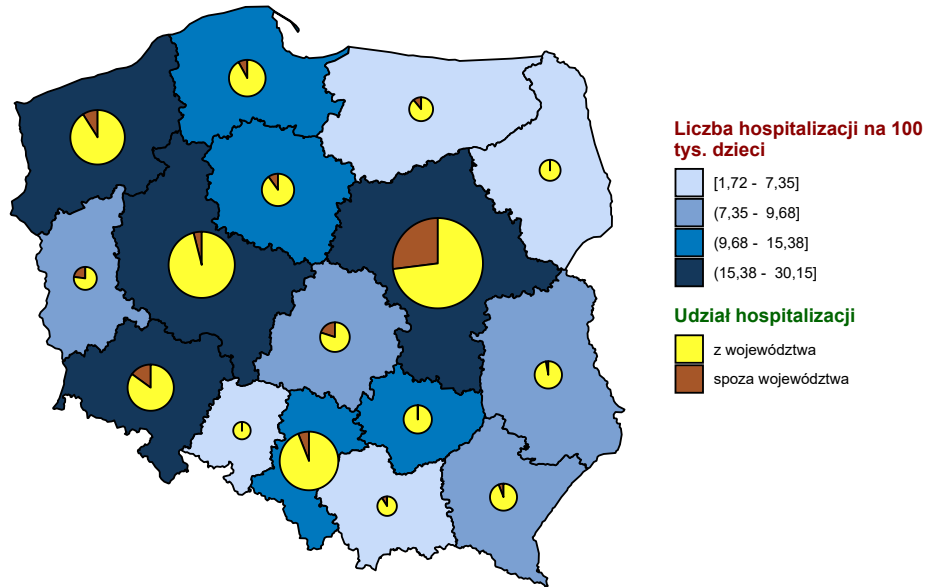 Liczba hospitalizacji na 100
tys. dzieci
[1,72 - 7,35]
(7,35 - 9,68]
(9,68 - 15,38]
(15,38 - 30,15]
Udział hospitalizacji
z województwa
spoza województwa